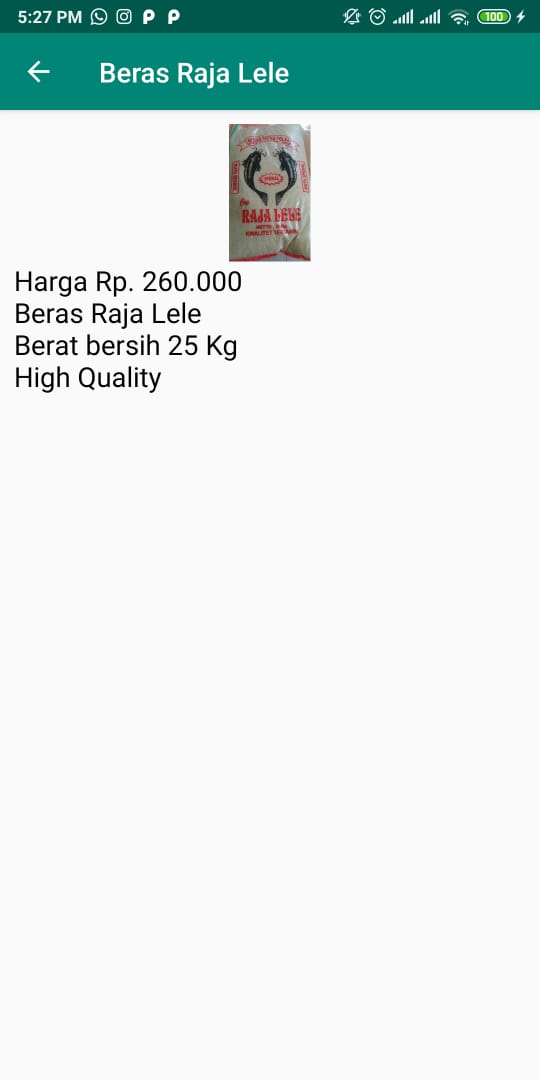 5:27 PM
100
Beras Raja Lele
Cap
RAJA LELE
Harga Rp. 260.000
Beras Raja Lele
Berat bersih 25 Kg
High Quality